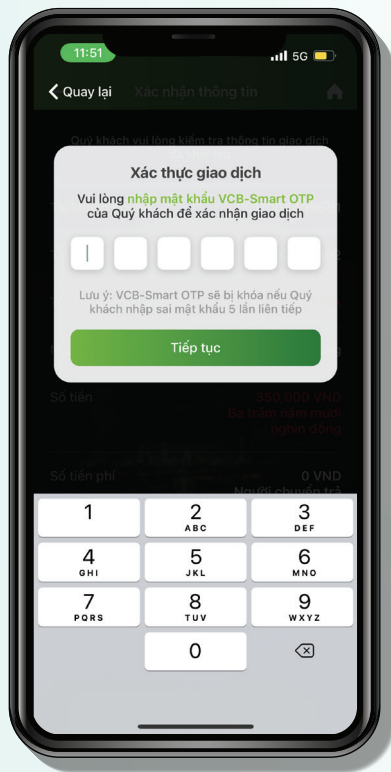 11:51
5G
Quay lại
Xác nhận thông tin
Quý khách vui lòng kiểm tra thông tin giao dịch
Xác thực giao dịch
Vui lòng nhập mật khẩu VCB-Smart OTP
của Quý khách để xác nhận giao dịch
Lưu ý: VCB-Smart OTP sẽ bị khóa nếu Quý
khách nhập sai mật khẩu 5 lần liên tiếp
Tiếp tục
Số tiền
350,000 VND
Ba trăm năm mươi
nghìn đồng
Số tiền phí
0 VND
Người chuyển trả
1
2
3
ABC
DEF
4
5
6
GHI
JKL
MNO
7
8
9
PQRS
TUV
WXYZ
0